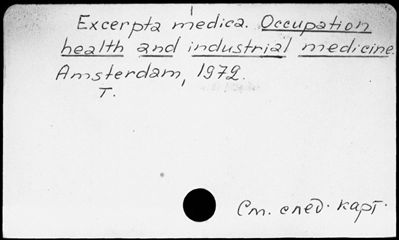 Excerpta medica. Occupation
health and industrial medicine.
Amsterdam, 1972.
T.
См. след. карт.